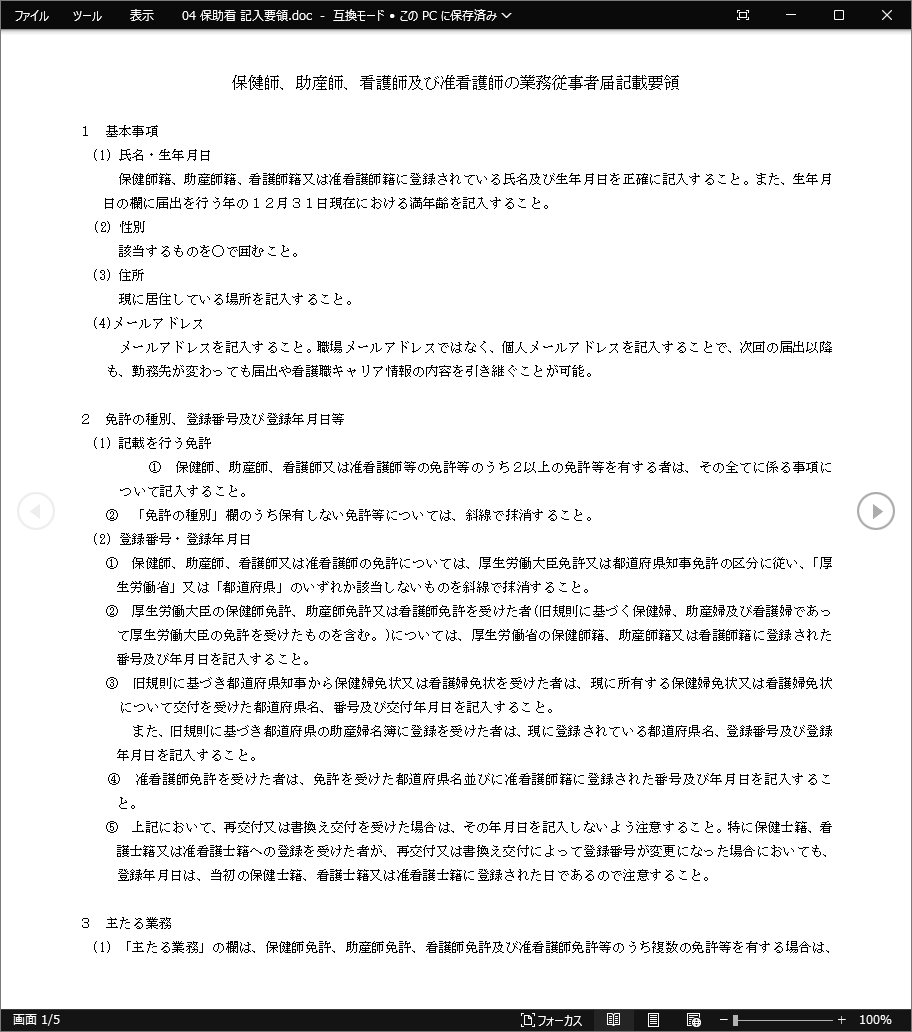 ファイル ツール 表示 04 保助看 記入要領.doc - 互換モード • この PC に保存済み
保健師、助産師、看護師及び准看護師の業務従事者届記載要領
１　基本事項
(1) 氏名・生年月日
保健師籍、助産師籍、看護師籍又は准看護師籍に登録されている氏名及び生年月日を正確に記入すること。また、生年月
日の欄に届出を行う年の１２月３１日現在における満年齢を記入すること。
(2) 性別
該当するものを〇で囲むこと。
(3) 住所
現に居住している場所を記入すること。
(4)メールアドレス
メールアドレスを記入すること。職場メールアドレスではなく、個人メールアドレスを記入することで、次回の届出以降
も、勤務先が変わっても届出や看護職キャリア情報の内容を引き継ぐことが可能。
２　免許の種別、登録番号及び登録年月日等
(1) 記載を行う免許
①　保健師、助産師、看護師又は准看護師等の免許等のうち２以上の免許等を有する者は、その全てに係る事項に
ついて記入すること。
②　「免許の種別」欄のうち保有しない免許等については、斜線で抹消すること。
(2) 登録番号・登録年月日
①　保健師、助産師、看護師又は准看護師の免許については、厚生労働大臣免許又は都道府県知事免許の区分に従い、「厚
生労働省」又は「都道府県」のいずれか該当しないものを斜線で抹消すること。
②　厚生労働大臣の保健師免許、助産師免許又は看護師免許を受けた者(旧規則に基づく保健婦、助産婦及び看護婦であっ
て厚生労働大臣の免許を受けたものを含む。)については、厚生労働省の保健師籍、助産師籍又は看護師籍に登録された
番号及び年月日を記入すること。
③　旧規則に基づき都道府県知事から保健婦免状又は看護婦免状を受けた者は、現に所有する保健婦免状又は看護婦免状
について交付を受けた都道府県名、番号及び交付年月日を記入すること。
また、旧規則に基づき都道府県の助産婦名簿に登録を受けた者は、現に登録されている都道府県名、登録番号及び登録
年月日を記入すること。
④　准看護師免許を受けた者は、免許を受けた都道府県名並びに准看護師籍に登録された番号及び年月日を記入するこ
と。
⑤　上記において、再交付又は書換え交付を受けた場合は、その年月日を記入しないよう注意すること。特に保健士籍、看
護士籍又は准看護士籍への登録を受けた者が、再交付又は書換え交付によって登録番号が変更になった場合においても、
登録年月日は、当初の保健士籍、看護士籍又は准看護士籍に登録された日であるので注意すること。
３　主たる業務
(1) 「主たる業務」の欄は、保健師免許、助産師免許、看護師免許及び准看護師免許等のうち複数の免許等を有する場合は、
画面 1/5 フォーカス 100%